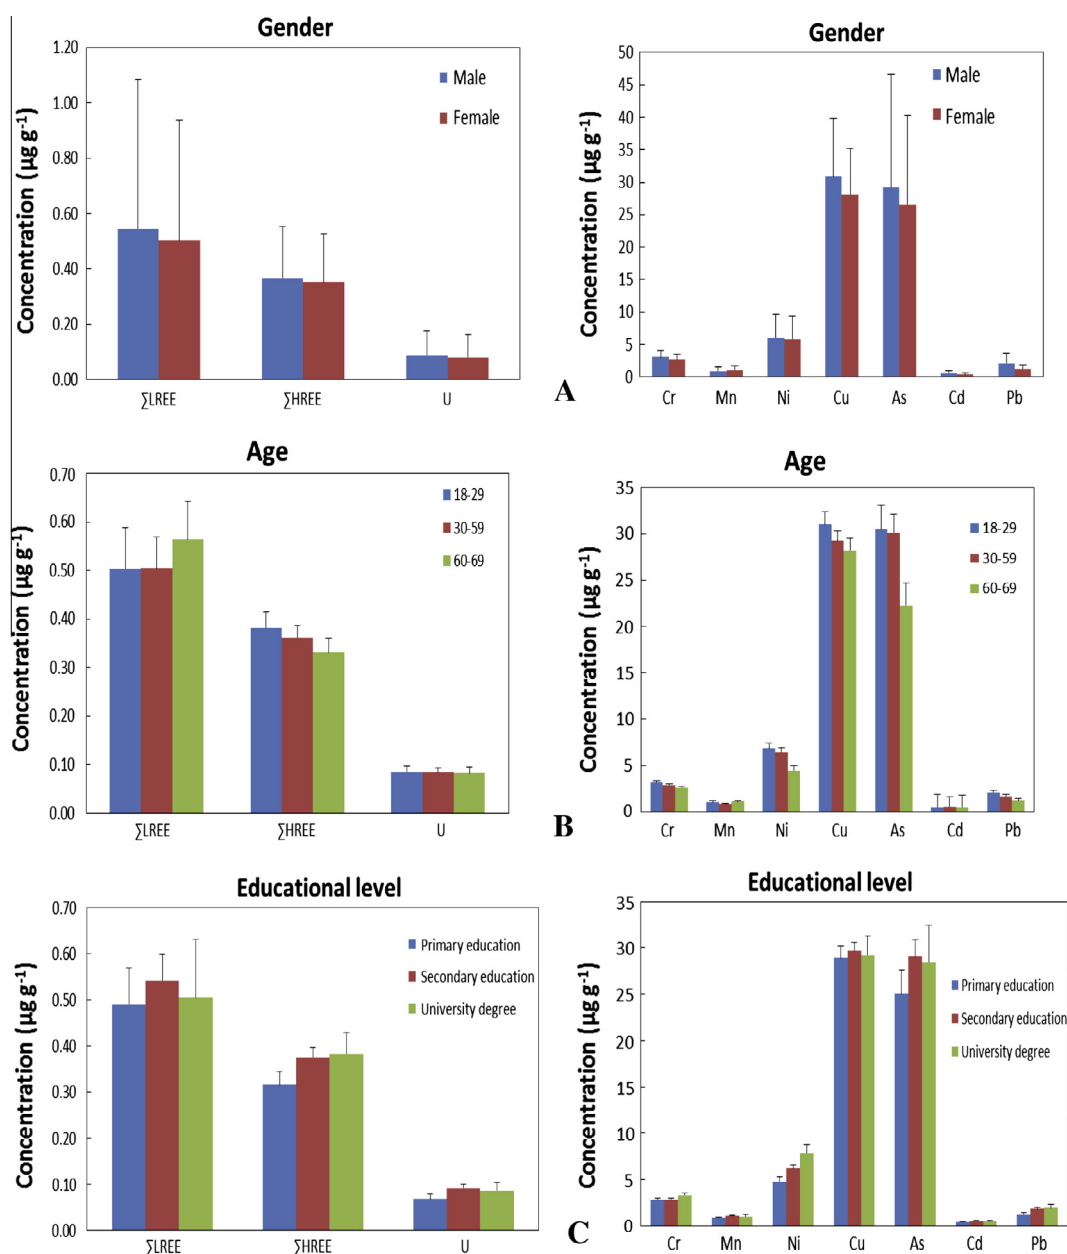 Gender
Concentration (µg g⁻¹)
1.20
1.00
0.80
0.60
0.40
0.20
0.00
Male
Female
∑LREE ∑HREE U
Gender
Concentration (µg g⁻¹)
50
45
40
35
30
25
20
15
10
5
0
Male
Female
Cr Mn Ni Cu As Cd Pb
A
Age
Concentration (µg g⁻¹)
0.70
0.60
0.50
0.40
0.30
0.20
0.10
0.00
18-29
30-59
60-69
∑LREE ∑HREE U
Age
Concentration (µg g⁻¹)
35
30
25
20
15
10
5
0
18-29
30-59
60-69
Cr Mn Ni Cu As Cd Pb
B
Educational level
Concentration (µg g⁻¹)
0.70
0.60
0.50
0.40
0.30
0.20
0.10
0.00
Primary education
Secondary education
University degree
∑LREE ∑HREE U
Educational level
Concentration (µg g⁻¹)
35
30
25
20
15
10
5
0
Primary education
Secondary education
University degree
Cr Mn Ni Cu As Cd Pb
C